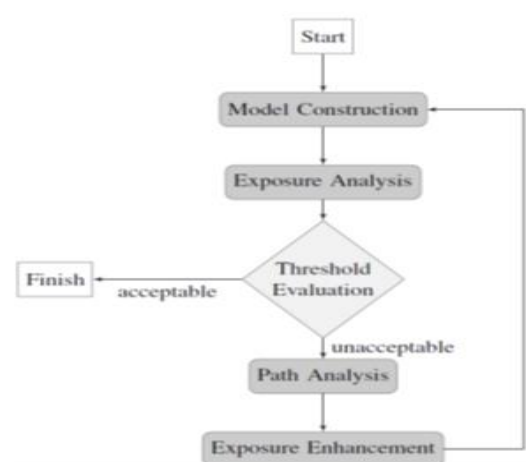 Start
Model Construction
Exposure Analysis
Threshold
Evaluation
Finish
acceptable
unacceptable
Path Analysis
Exposure Enhancement